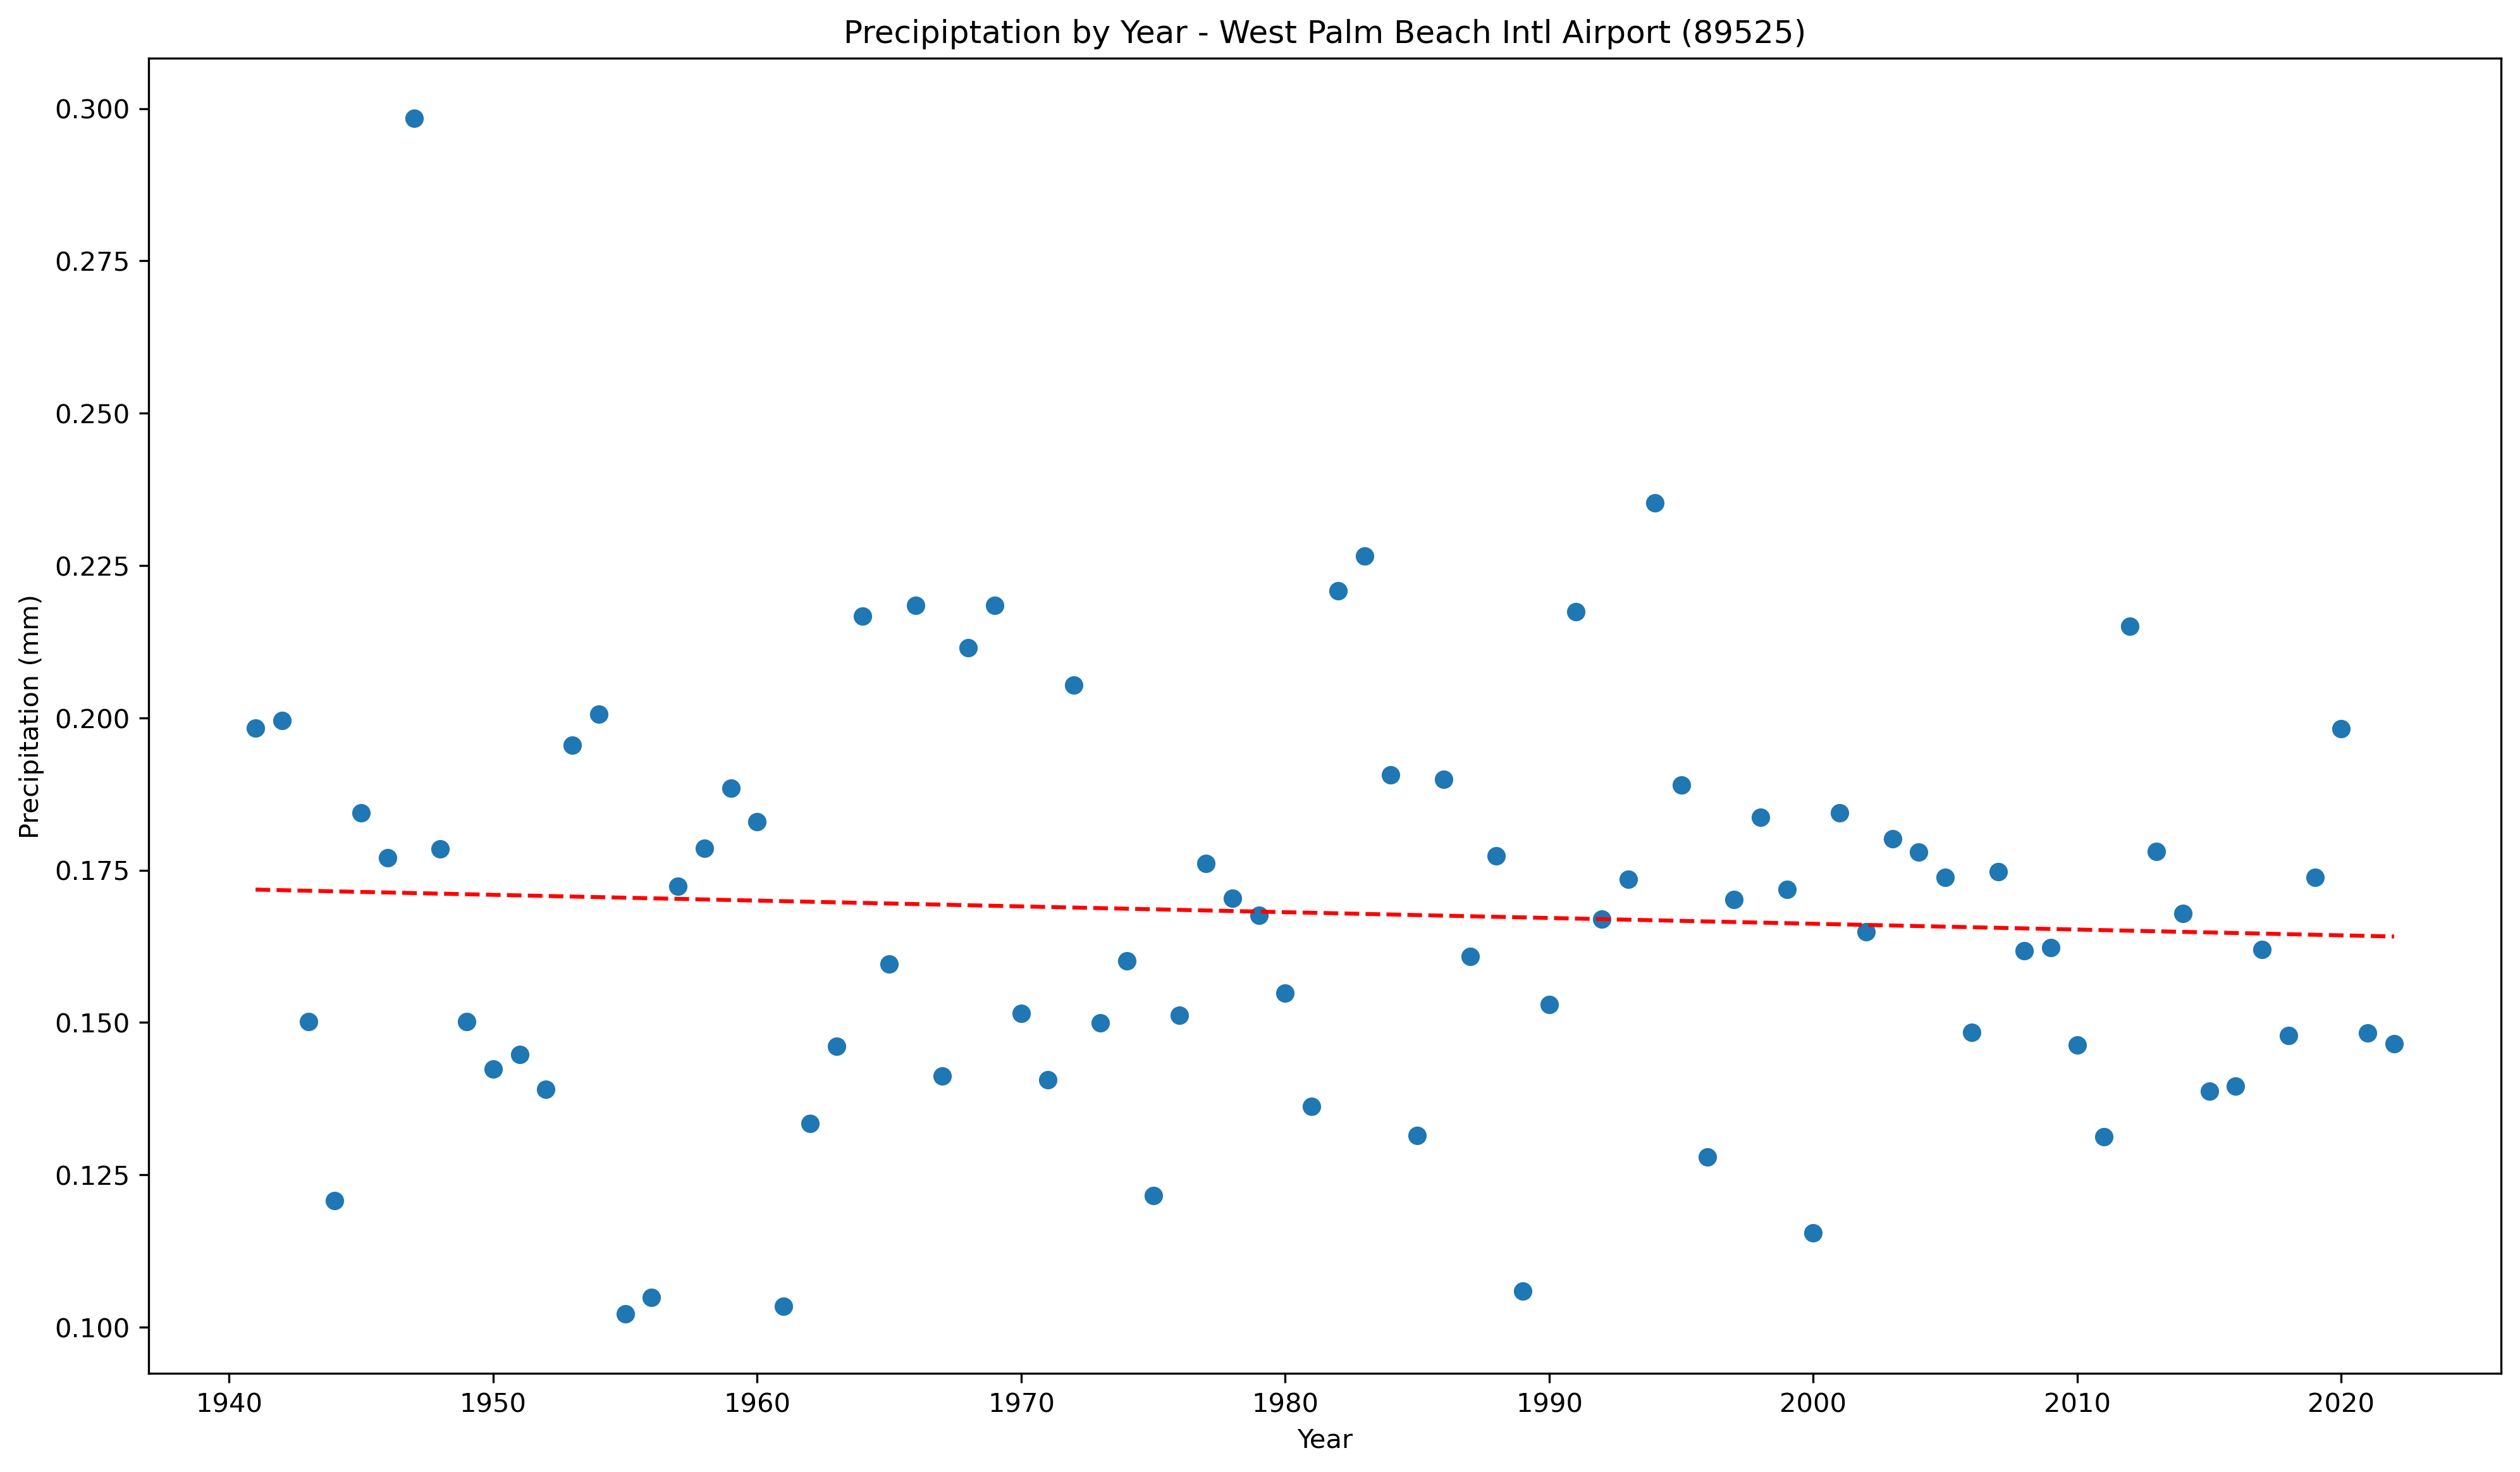 Precipiptation by Year - West Palm Beach Intl Airport (89525)
0.300
0.275
0.250
0.225
0.200
0.175
0.150
0.125
0.100
Precipitation (mm)
1940 1950 1960 1970 1980 1990 2000 2010 2020
Year